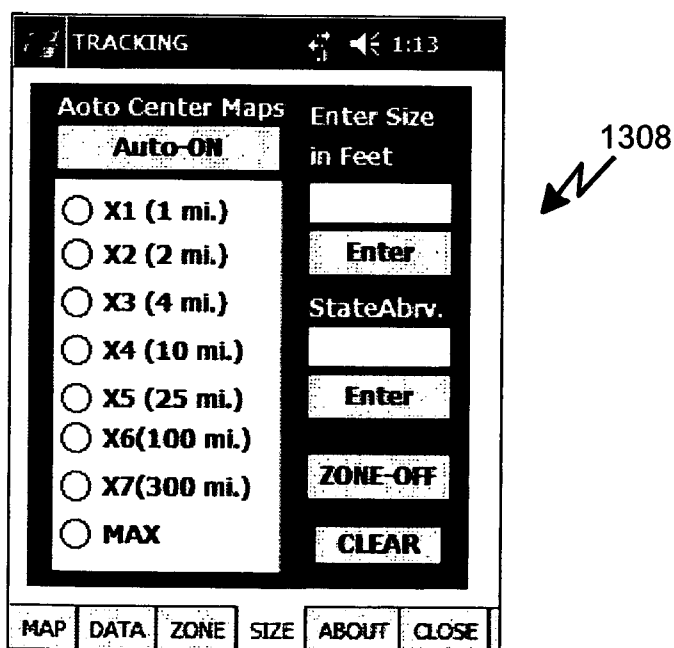 TRACKING 1:13
Aoto Center Maps
Auto-ON
X1 (1 mi.)
X2 (2 mi.)
X3 (4 mi.)
X4 (10 mi.)
X5 (25 mi.)
X6(100 mi.)
X7(300 mi.)
MAX
Enter Size
in Feet
Enter
StateAbrv.
Enter
ZONE-OFF
CLEAR
MAP DATA ZONE SIZE ABOUT CLOSE
1308